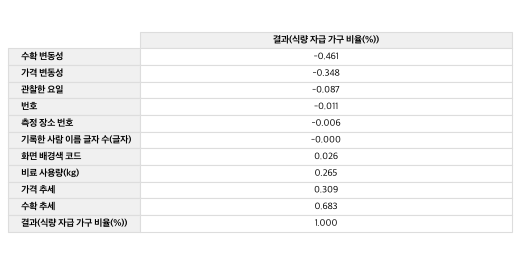 결과(식량 자급 가구 비율(%))
수확 변동성 -0.461
가격 변동성 -0.348
관찰한 요일 -0.087
번호 -0.011
측정 장소 번호 -0.006
기록한 사람 이름 글자 수(글자) -0.000
화면 배경색 코드 0.026
비료 사용량(kg) 0.265
가격 추세 0.309
수확 추세 0.683
결과(식량 자급 가구 비율(%)) 1.000